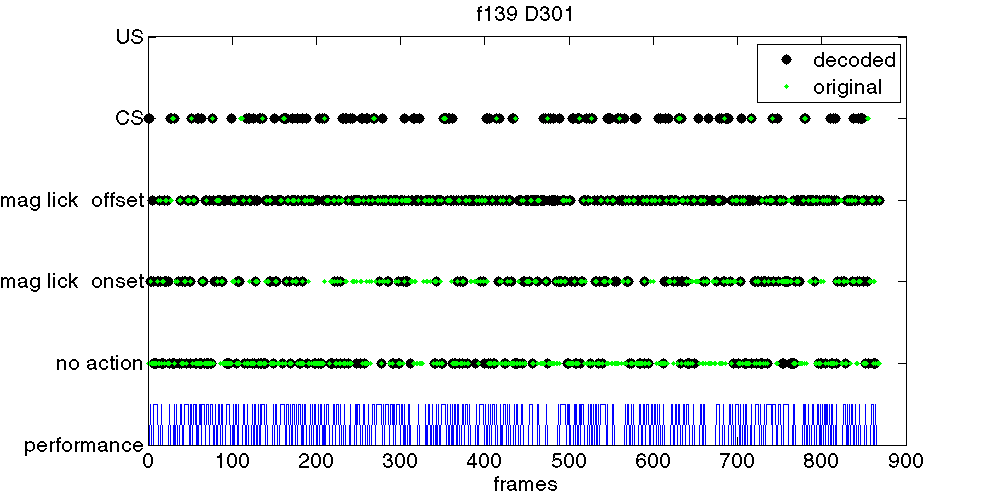 f139 D301
US
decoded
original
CS
mag lick offset
mag lick onset
no action
performance
0 100 200 300 400 500 600 700 800 900
frames